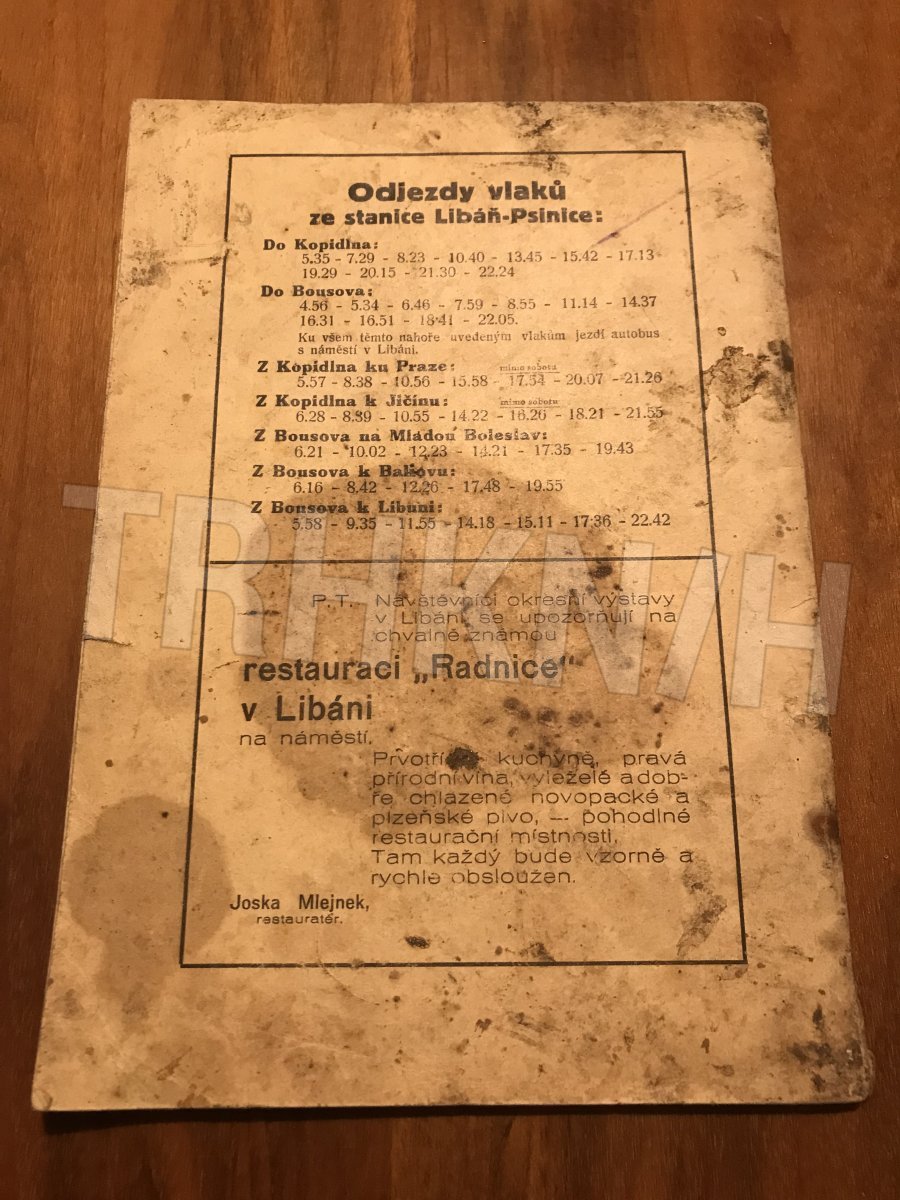 Odjezdy vlaků
ze stanice Libáň-Psinice:
Do Kopidlna:
5.35 - 7.29 - 8.23 - 10.40 - 13.45 - 15.42 - 17.13
19.29 - 20.15 - 21.30 - 22.24
Do Bousova:
4.56 - 5.34 - 6.46 - 7.59 - 8.55 - 11.14 - 14.37
16.31 - 16.51 - 18.41 - 22.05.
Ku všem těmto nahoře uvedeným vlakům jezdí autobus
s náměstí v Libáni.
Z Kopidlna ku Praze: mimo sobotu
5.57 - 8.38 - 10.56 - 15.58 - 17.54 - 20.07 - 21.26
Z Kopidlna k Jičínu: mimo sobotu
6.28 - 8.39 - 10.55 - 14.22 - 16.26 - 18.21 - 21.55
Z Bousova na Mladou Boleslav:
6.21 - 10.02 - 12.23 - 14.21 - 17.35 - 19.43
Z Bousova k Bakovu:
6.16 - 8.42 - 12.26 - 17.48 - 19.55
Z Bousova k Libuni:
5.58 - 9.35 - 11.55 - 14.18 - 15.11 - 17.36 - 22.42
TRHKNIH
P.T. Návštěvníci okresní výstavy
v Libáni se upozorňují na
chvalně známou
restauraci „Radnice“
v Libáni
na náměstí.
Prvotřídní kuchyně, pravá
přírodní vína, vyleželé a dob-
ře chlazené novopacké a
plzeňské pivo, — pohodlné
restaurační místnosti.
Tam každý bude vzorně a
rychle obsloužen.
Joska Mlejnek,
restauratér.